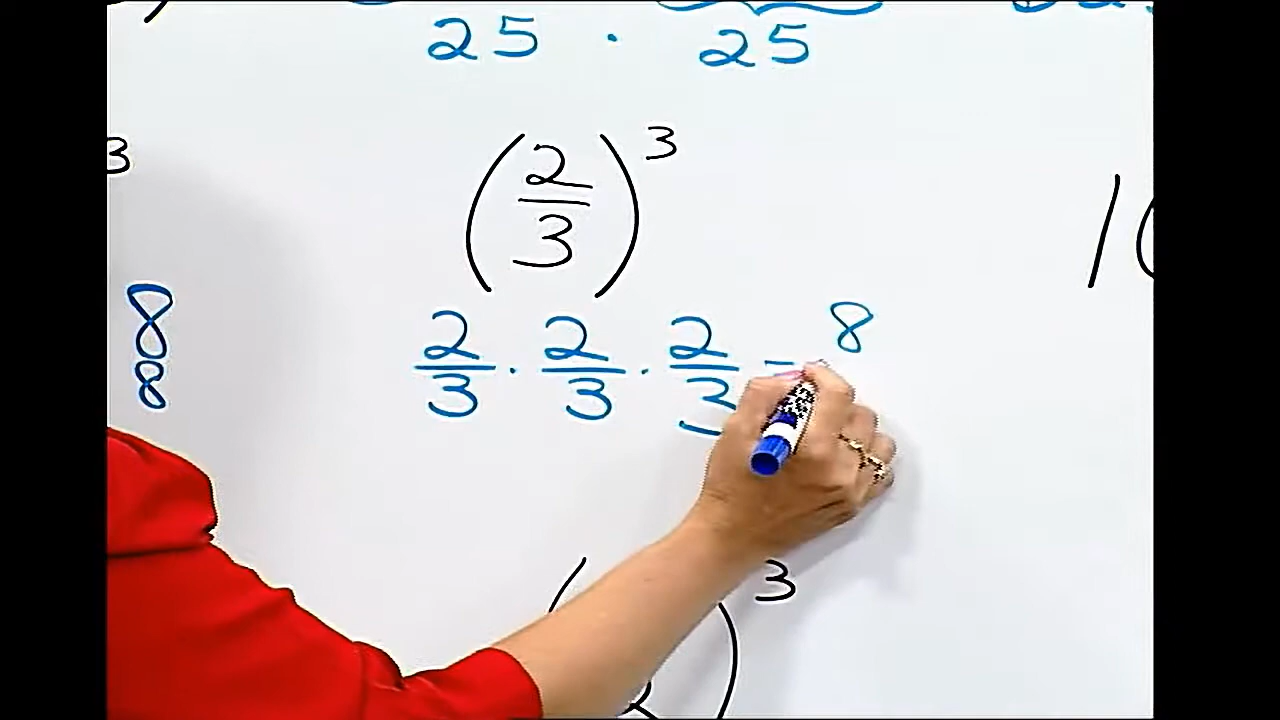 25 · 25
3
(2/3)^3
8
2/3 · 2/3 · 2/3 = 8
8
3